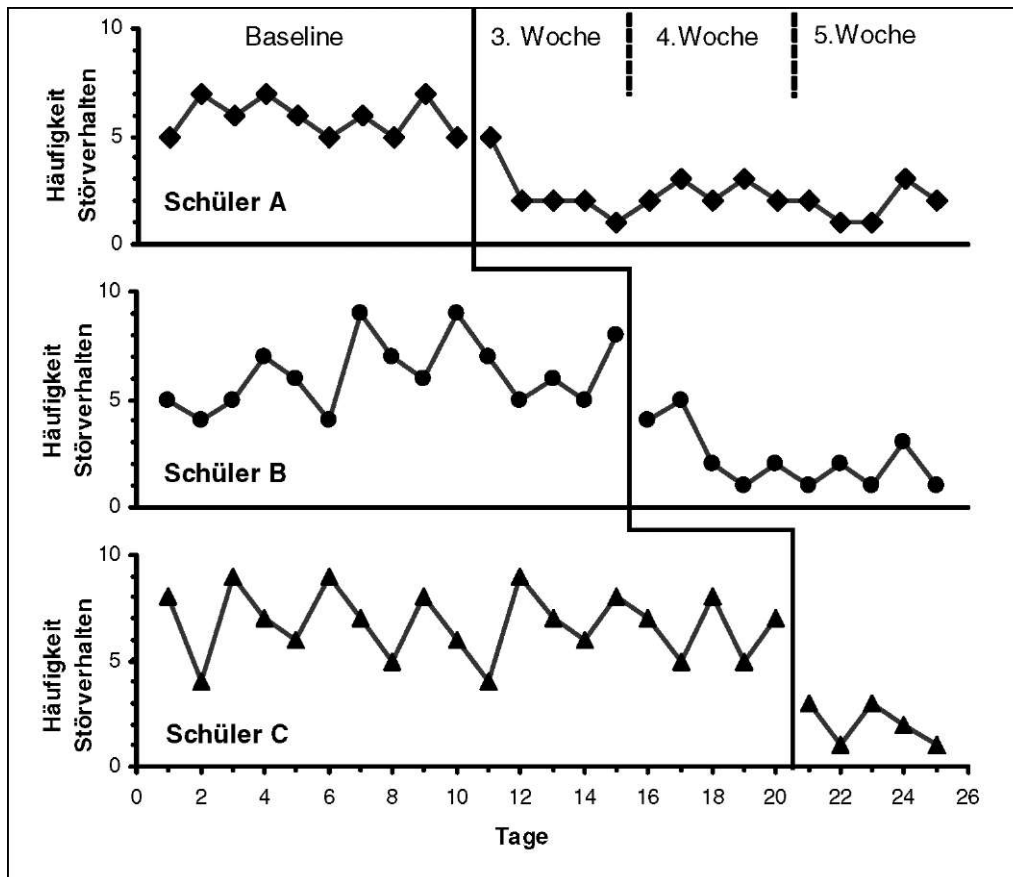 Baseline 3. Woche 4.Woche 5.Woche
10
5
0
Häufigkeit
Störverhalten
Schüler A
10
5
0
Häufigkeit
Störverhalten
Schüler B
10
5
0
Häufigkeit
Störverhalten
Schüler C
0 2 4 6 8 10 12 14 16 18 20 22 24 26
Tage